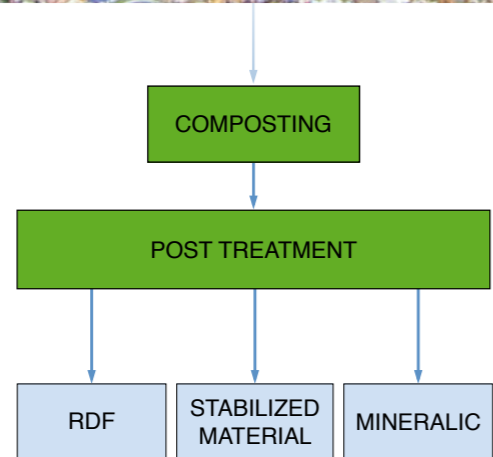 COMPOSTING
POST TREATMENT
RDF
STABILIZED
MATERIAL
MINERALIC